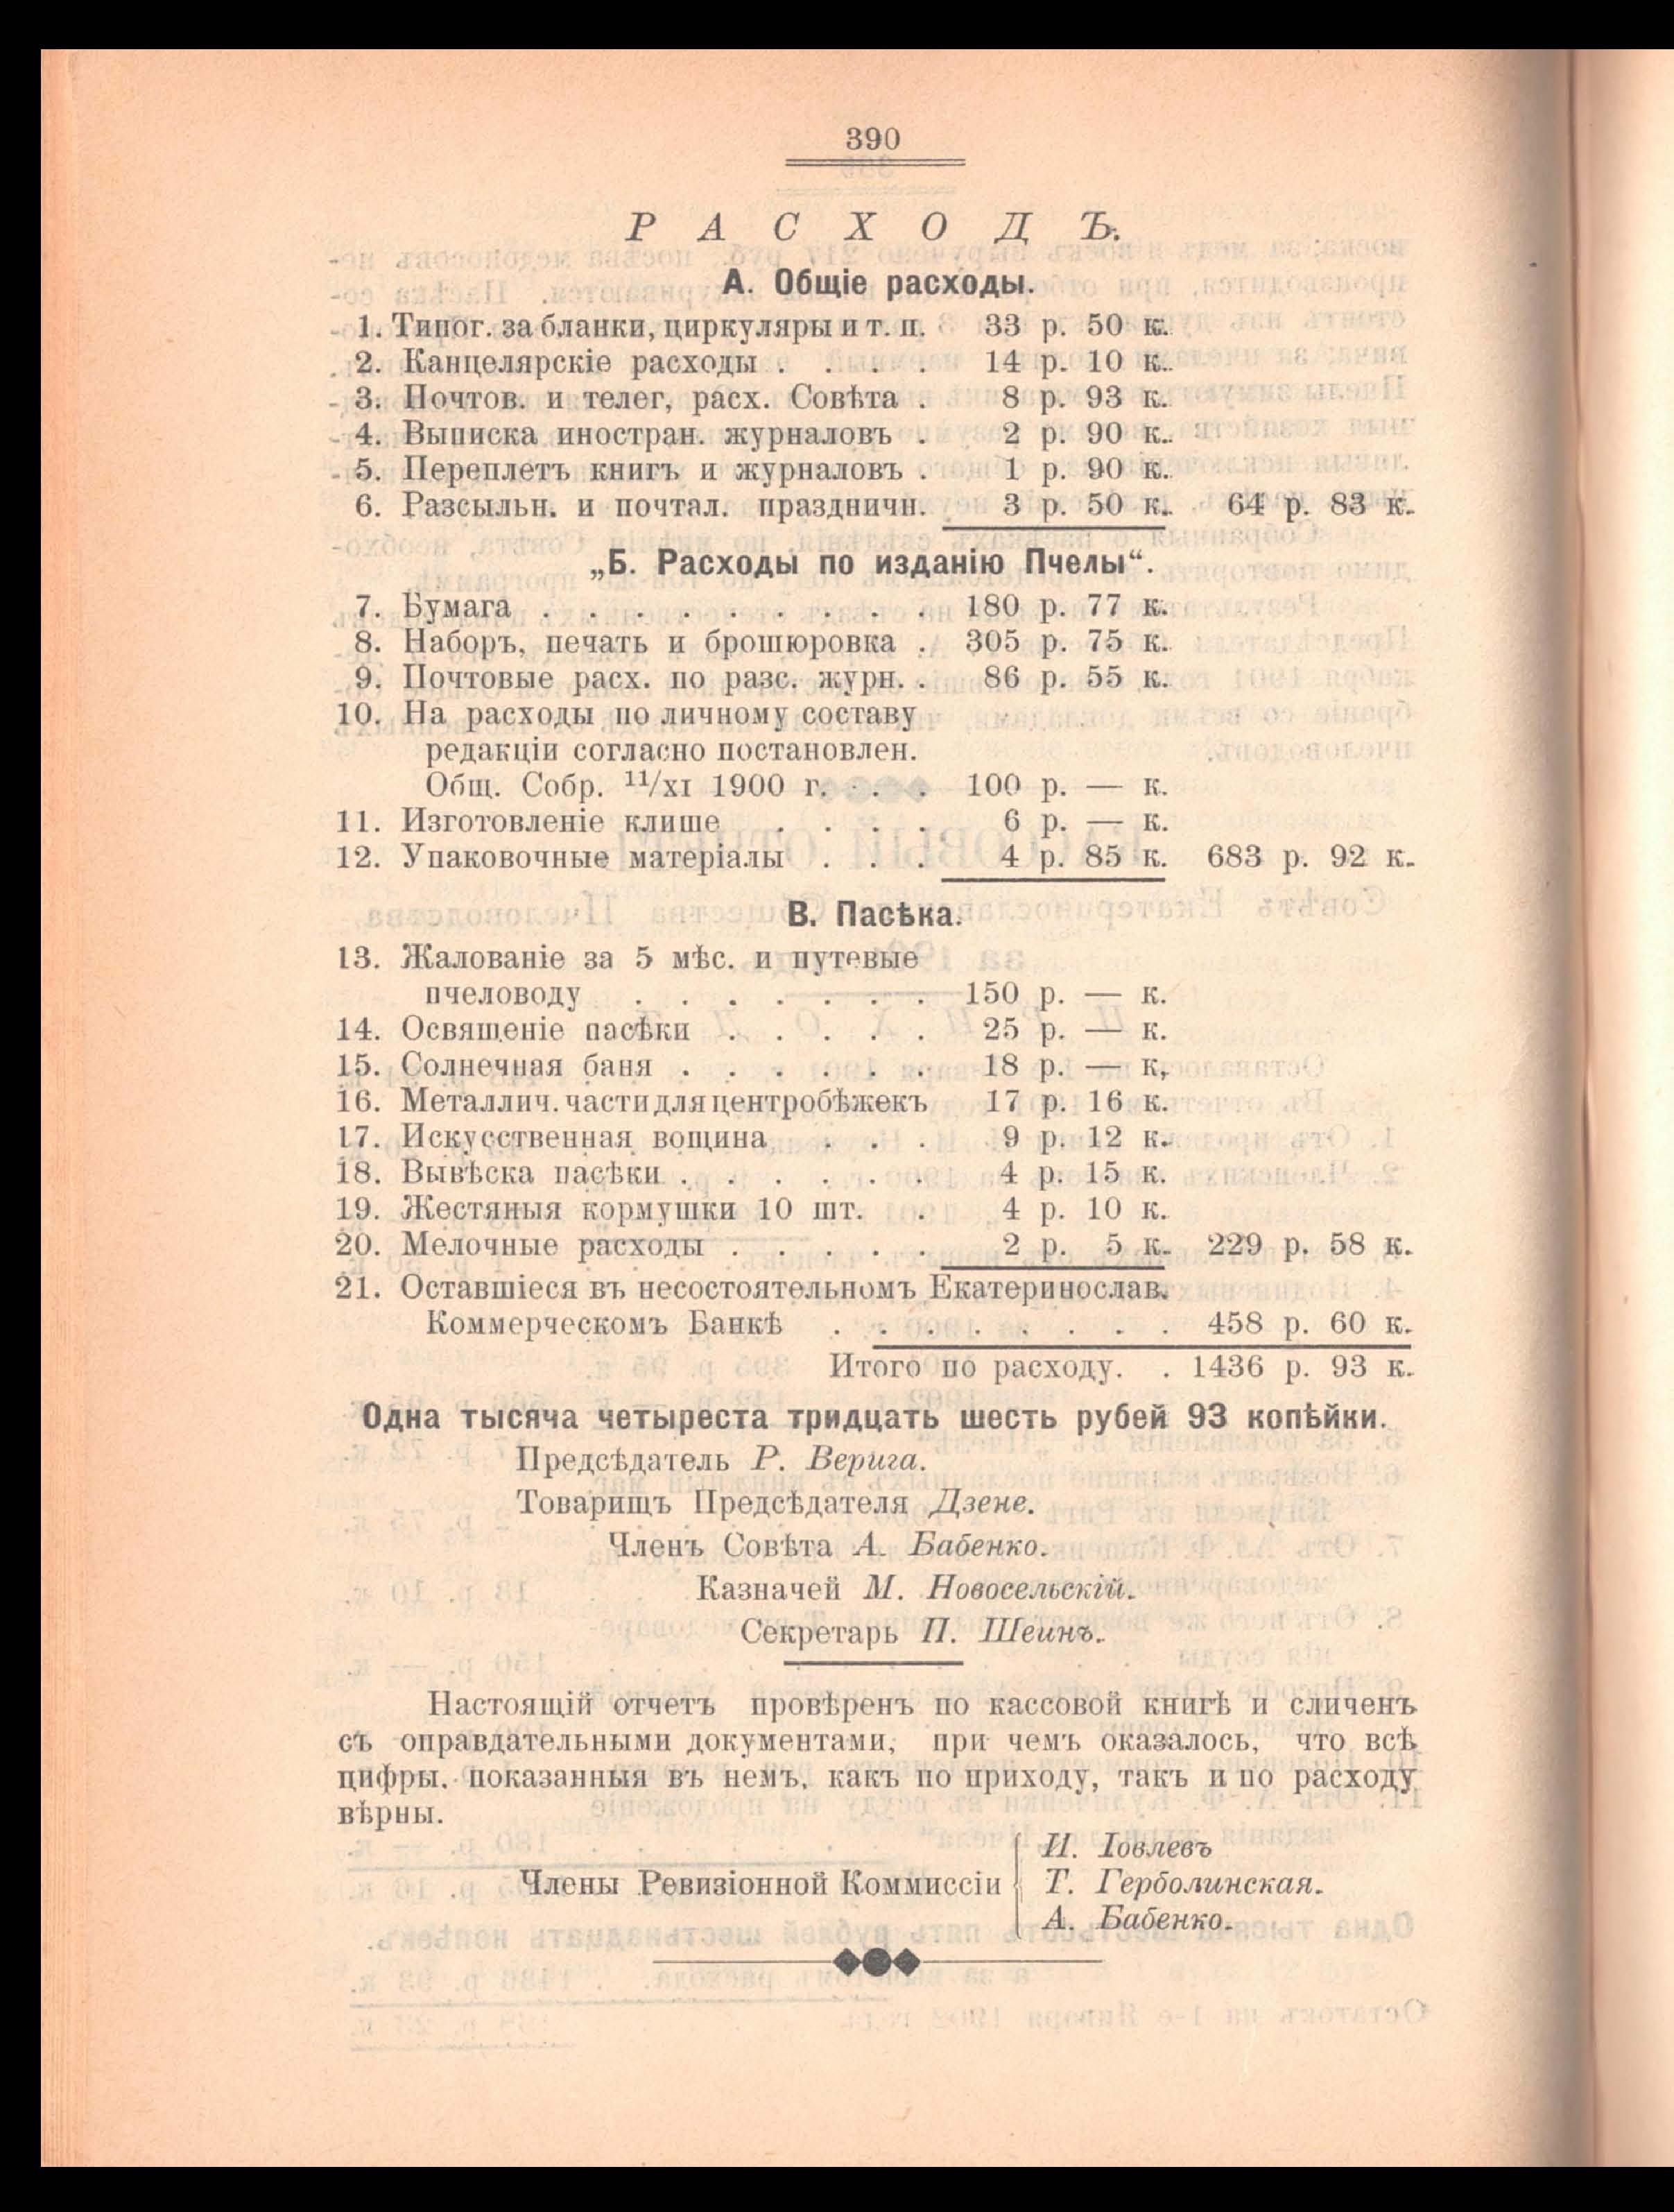 390
РАСХОДЪ.
А. Общіе расходы.
1. Типог. за бланки, циркуляры и т. п. 33 р. 50 к.
2. Канцелярскіе расходы . . . . 14 р. 10 к.
3. Почтов. и телег, расх. Совѣта . 8 р. 93 к.
4. Выписка иностран. журналовъ . 2 р. 90 к.
5. Переплетъ книгъ и журналовъ . 1 р. 90 к.
6. Разсыльн. и почтал. праздничн. 3 р. 50 к. 64 р. 83 к.
„Б. Расходы по изданію Пчелы“.
7. Бумага . . . . . . . . . 180 р. 77 к.
8. Наборъ, печать и брошюровка . 305 р. 75 к.
9. Почтовые расх. по разс. журн. . 86 р. 55 к.
10. На расходы по личному составу
редакціи согласно постановлен.
Общ. Собр. 11/XI 1900 г. . . 100 р. — к.
11. Изготовленіе клише . . . . 6 р. — к.
12. Упаковочные матеріалы . . . 4 р. 85 к. 683 р. 92 к.
В. Пасѣка.
13. Жалованіе за 5 мѣс. и путевые
пчеловоду . . . . . . . 150 р. — к.
14. Освященіе пасѣки . . . . . 25 р. — к.
15. Солнечная баня . . . . . . 18 р. — к,
16. Металлич. части для центробѣжекъ 17 р. 16 к.
17. Искусственная вощина . . . 9 р. 12 к.
18. Вывѣска пасѣки . . . . . . 4 р. 15 к.
19. Жестяныя кормушки 10 шт. . 4 р. 10 к.
20. Мелочные расходы . . . . . 2 р. 5 к. 229 р. 58 к.
21. Оставшіеся въ несостоятельномъ Екатеринослав.
Коммерческомъ Банкѣ . . . . . . . . 458 р. 60 к.
Итого по расходу. . 1436 р. 93 к.
Одна тысяча четыреста тридцать шесть рубей 93 копѣйки.
Предсѣдатель Р. Верига.
Товарищъ Предсѣдателя Дзене.
Членъ Совѣта А. Бабенко.
Казначей М. Новосельскій.
Секретарь П. Шеинъ.
Настоящій отчетъ провѣренъ по кассовой книгѣ и сличенъ
съ оправдательными документами, при чемъ оказалось, что всѣ
цифры. показанныя въ немъ, какъ по приходу, такъ и по расходу
вѣрны.
И. Іовлевъ
Члены Ревизіонной Коммиссіи Т. Герболинская.
А. Бабенко.